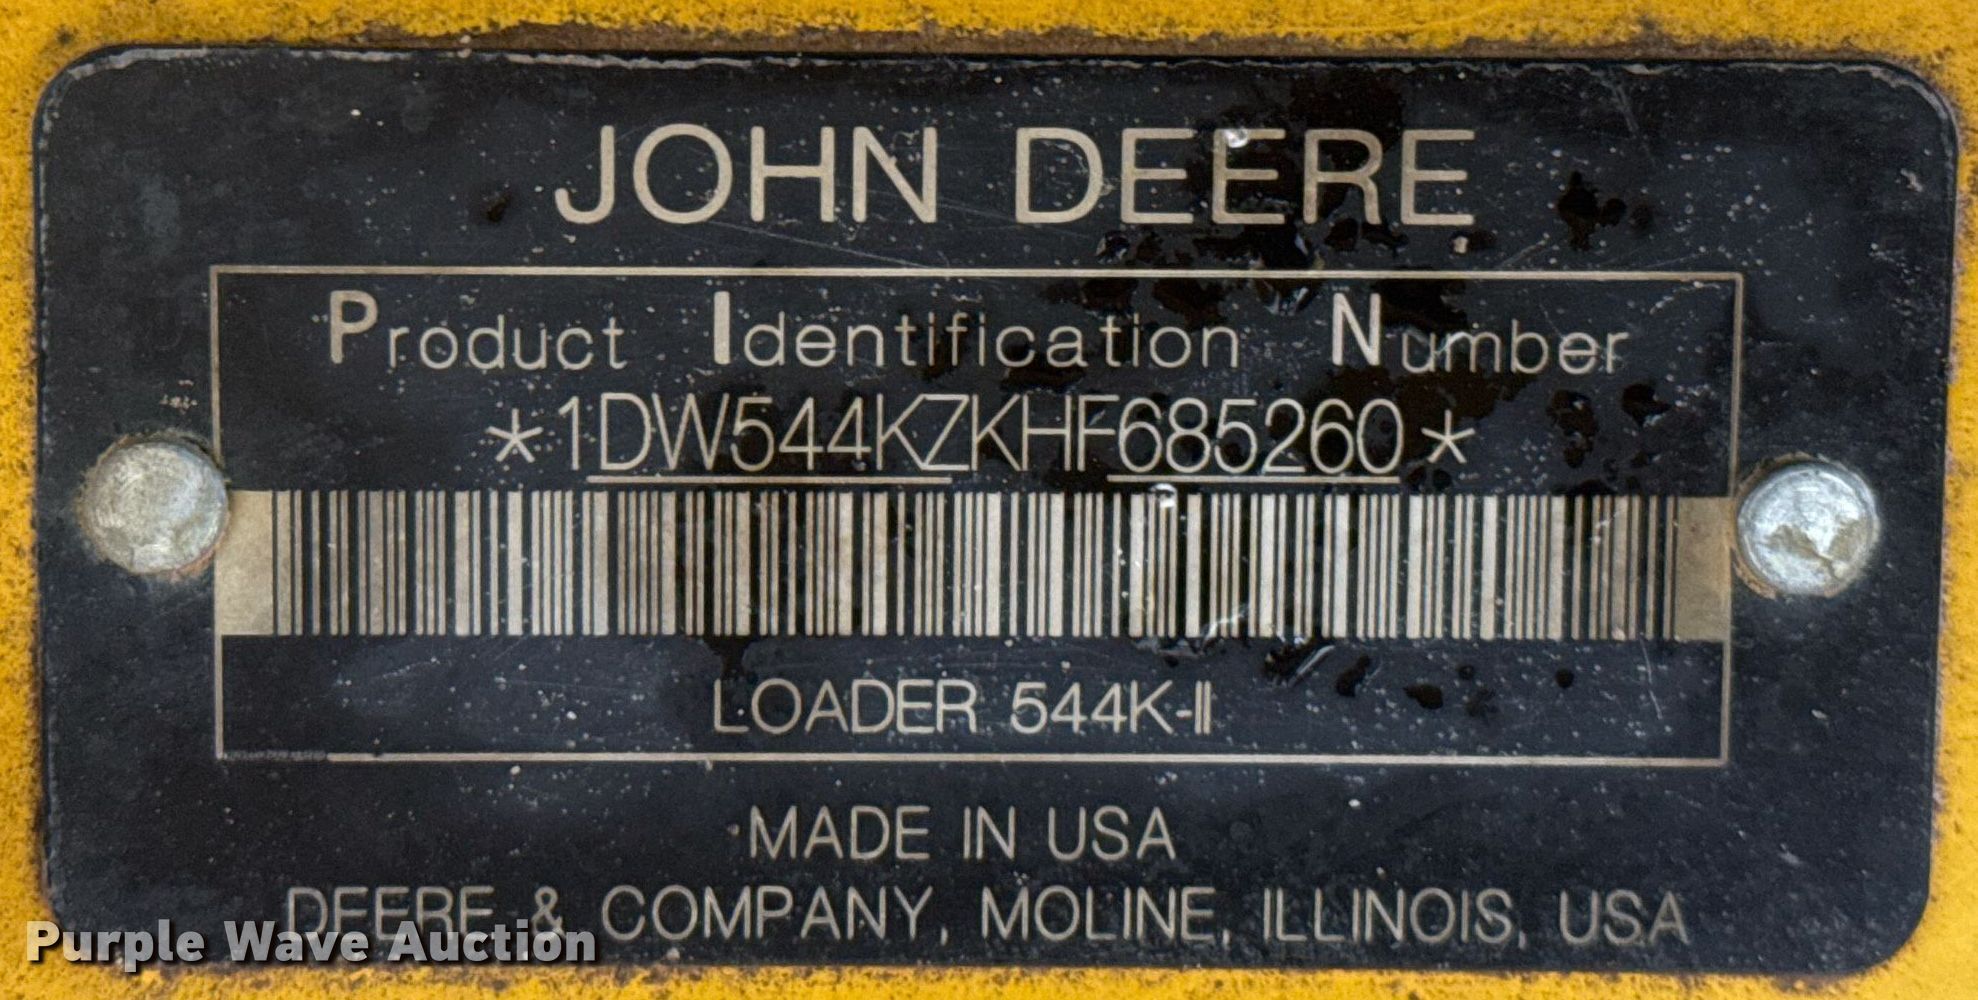 JOHN DEERE
Product Identification Number
*1DW544KZKHF685260*
LOADER 544K-II
MADE IN USA
DEERE & COMPANY, MOLINE, ILLINOIS, USA
Purple Wave Auction